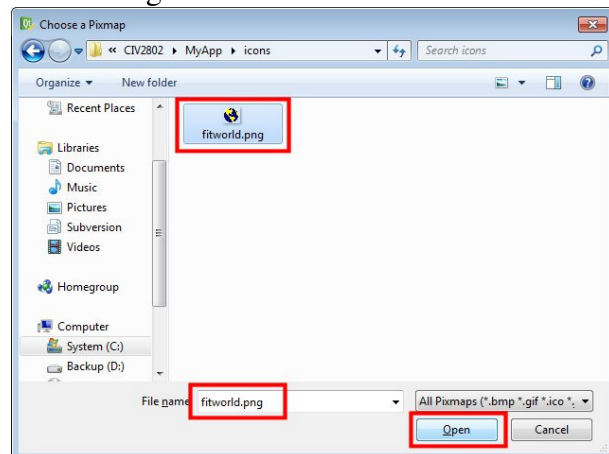 Choose a Pixmap
« CIV2802 ▸ MyApp ▸ icons
Search icons
Organize
New folder
Recent Places
Libraries
Documents
Music
Pictures
Subversion
Videos
Homegroup
Computer
System (C:)
Backup (D:)
fitworld.png
File name
fitworld.png
All Pixmaps (*.bmp *.gif *.ico *.
Open
Cancel